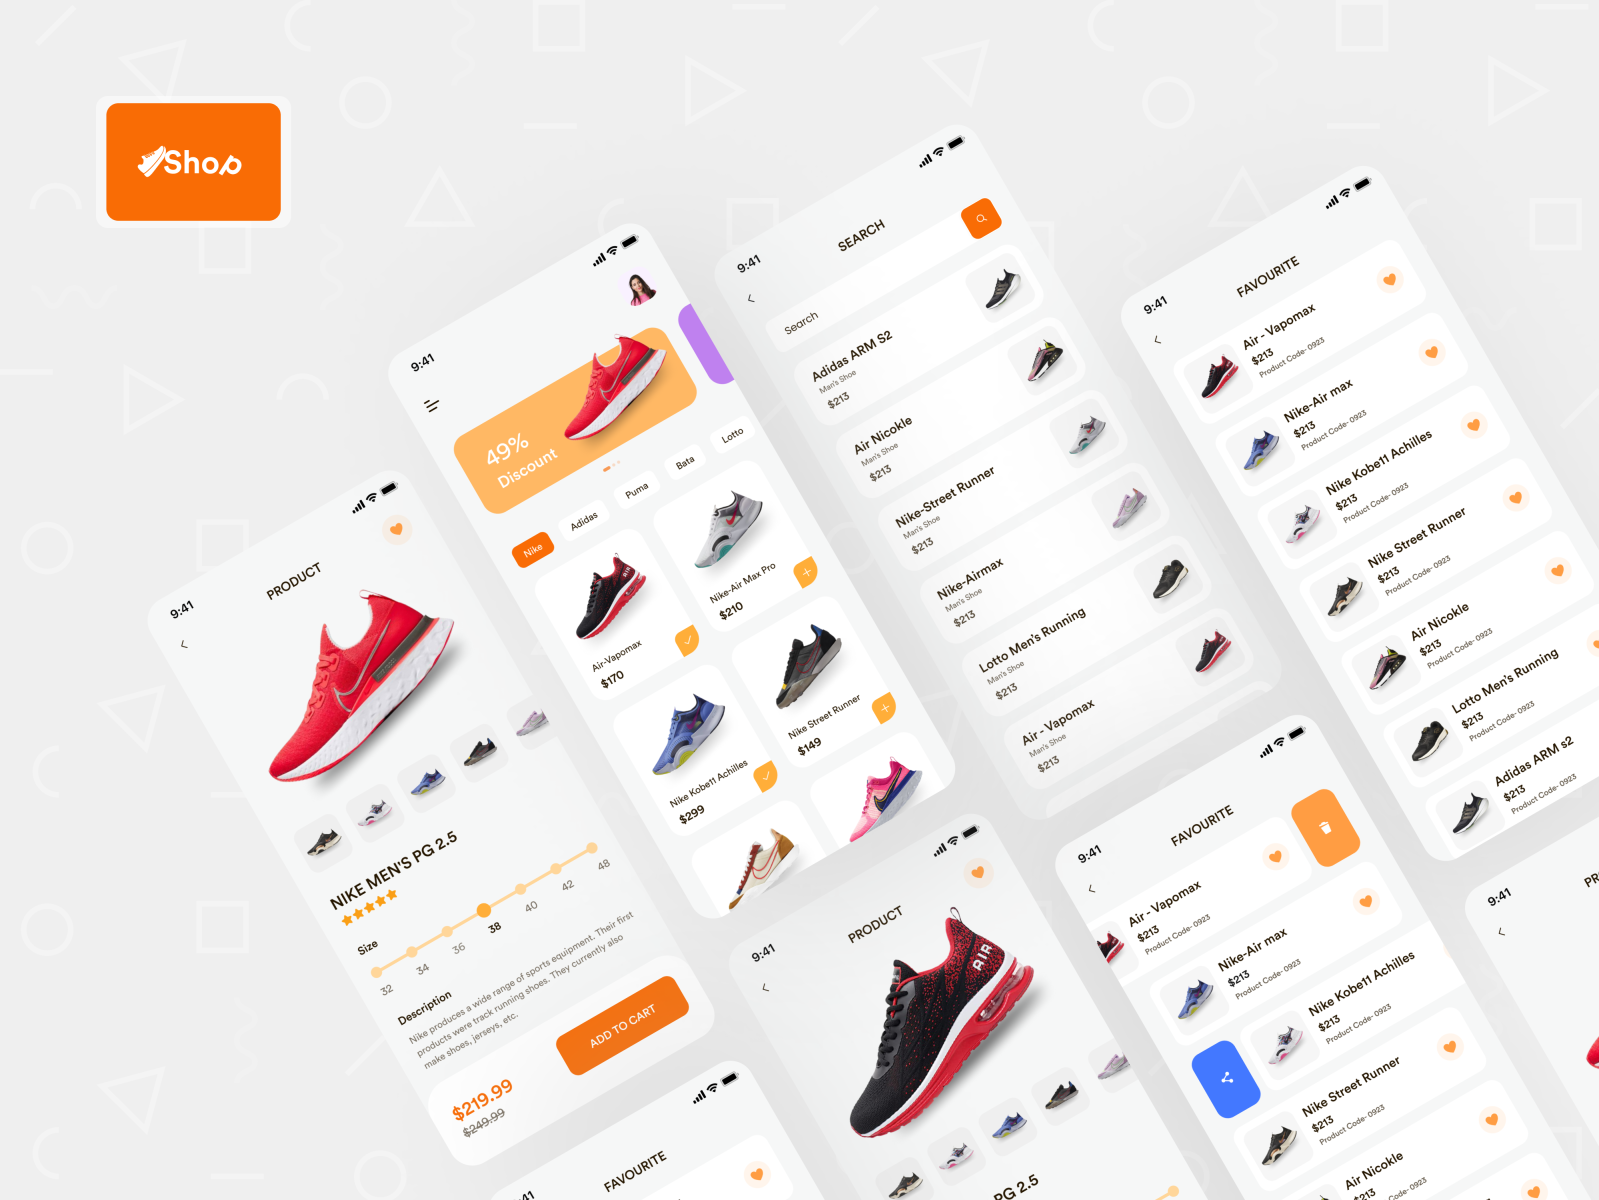 Shop
9:41
PRODUCT
NIKE MEN'S PG 2.5
Size
32
34
36
38
40
42
48
Description
Nike produces a wide range of sports equipment. Their first
products were track running shoes. They currently also
make shoes, jerseys, etc.
$219.99
$249.99
ADD TO CART
9:41
49%
Discount
Nike
Adidas
Puma
Bata
Lotto
AIR
Air-Vapomax
$170
Nike-Air Max Pro
$210
Nike Kobe11 Achilles
$299
Nike Street Runner
$149
9:41
SEARCH
Search
Adidas ARM S2
Man's Shoe
$213
Air Nicokle
Man's Shoe
$213
Nike-Street Runner
Man's Shoe
$213
Nike-Airmax
Man's Shoe
$213
Lotto Men's Running
Man's Shoe
$213
Air - Vapomax
Man's Shoe
$213
9:41
FAVOURITE
Air - Vapomax
$213
Product Code- 0923
Nike-Air max
$213
Product Code- 0923
Nike Kobe11 Achilles
$213
Product Code- 0923
Nike Street Runner
$213
Product Code- 0923
Air Nicokle
$213
Product Code- 0923
Lotto Men's Running
$213
Product Code- 0923
Adidas ARM s2
$213
Product Code- 0923
:41
FAVOURITE
9:41
PRODUCT
AIR
PG 2.5
9:41
FAVOURITE
Air - Vapomax
$213
Product Code- 0923
Nike-Air max
$213
Product Code- 0923
Nike Kobe11 Achilles
$213
Product Code- 0923
Nike Street Runner
$213
Product Code- 0923
Air Nicokle
$213
9:41
PR